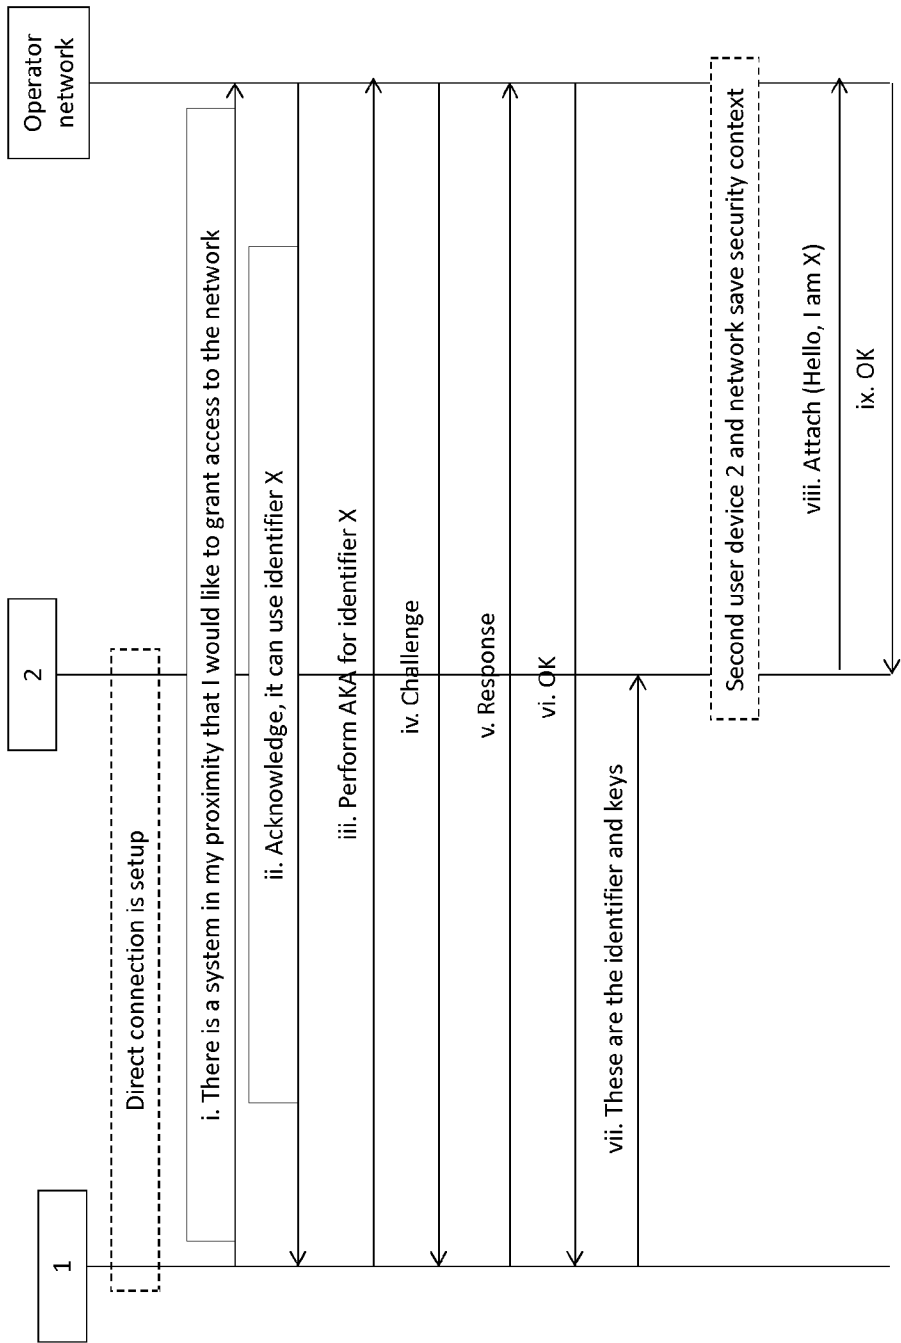 1
2
Operator
network
Direct connection is setup
i. There is a system in my proximity that I would like to grant access to the network
ii. Acknowledge, it can use identifier X
iii. Perform AKA for identifier X
iv. Challenge
v. Response
vi. OK
vii. These are the identifier and keys
Second user device 2 and network save security context
viii. Attach (Hello, I am X)
ix. OK